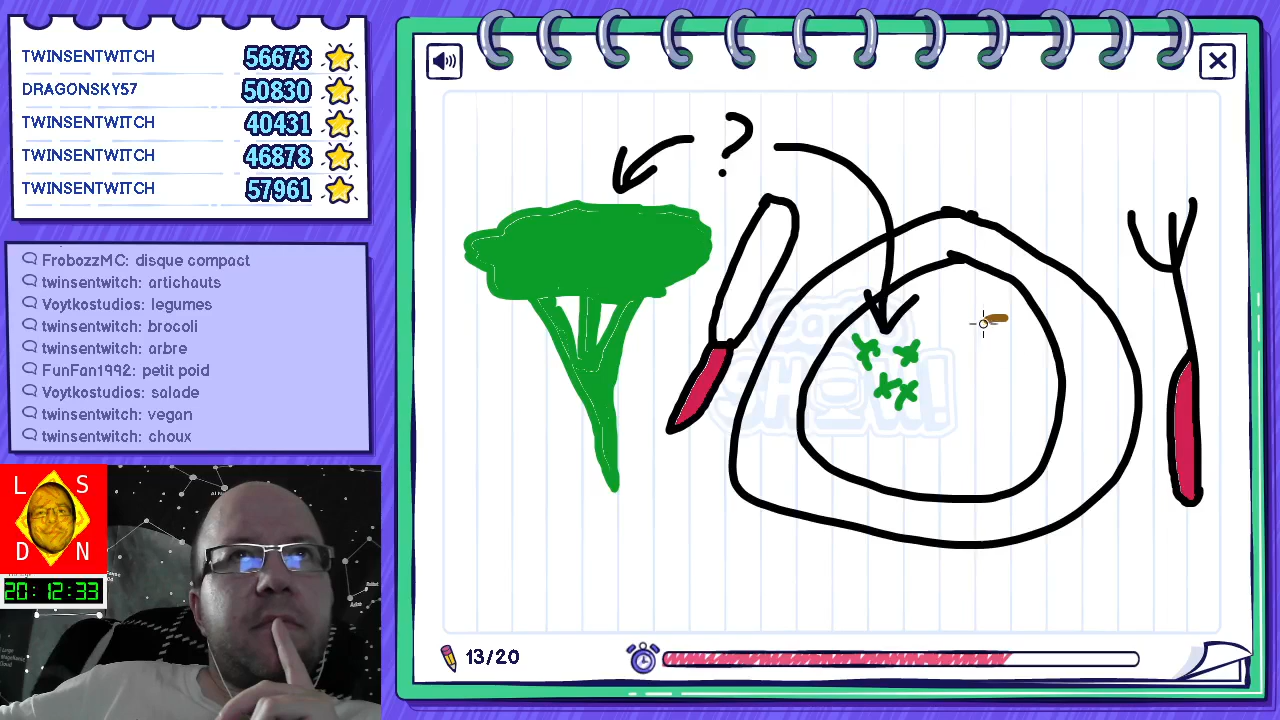 TWINSENTWITCH 56673
DRAGONSKY57 50830
TWINSENTWITCH 40431
TWINSENTWITCH 46878
TWINSENTWITCH 57961
FrobozzMC: disque compact
twinsentwitch: artichauts
Voytkostudios: legumes
twinsentwitch: brocoli
twinsentwitch: arbre
FunFan1992: petit poid
Voytkostudios: salade
twinsentwitch: vegan
twinsentwitch: choux
L S
D N
20:12:33
?
SHOW!
13/20